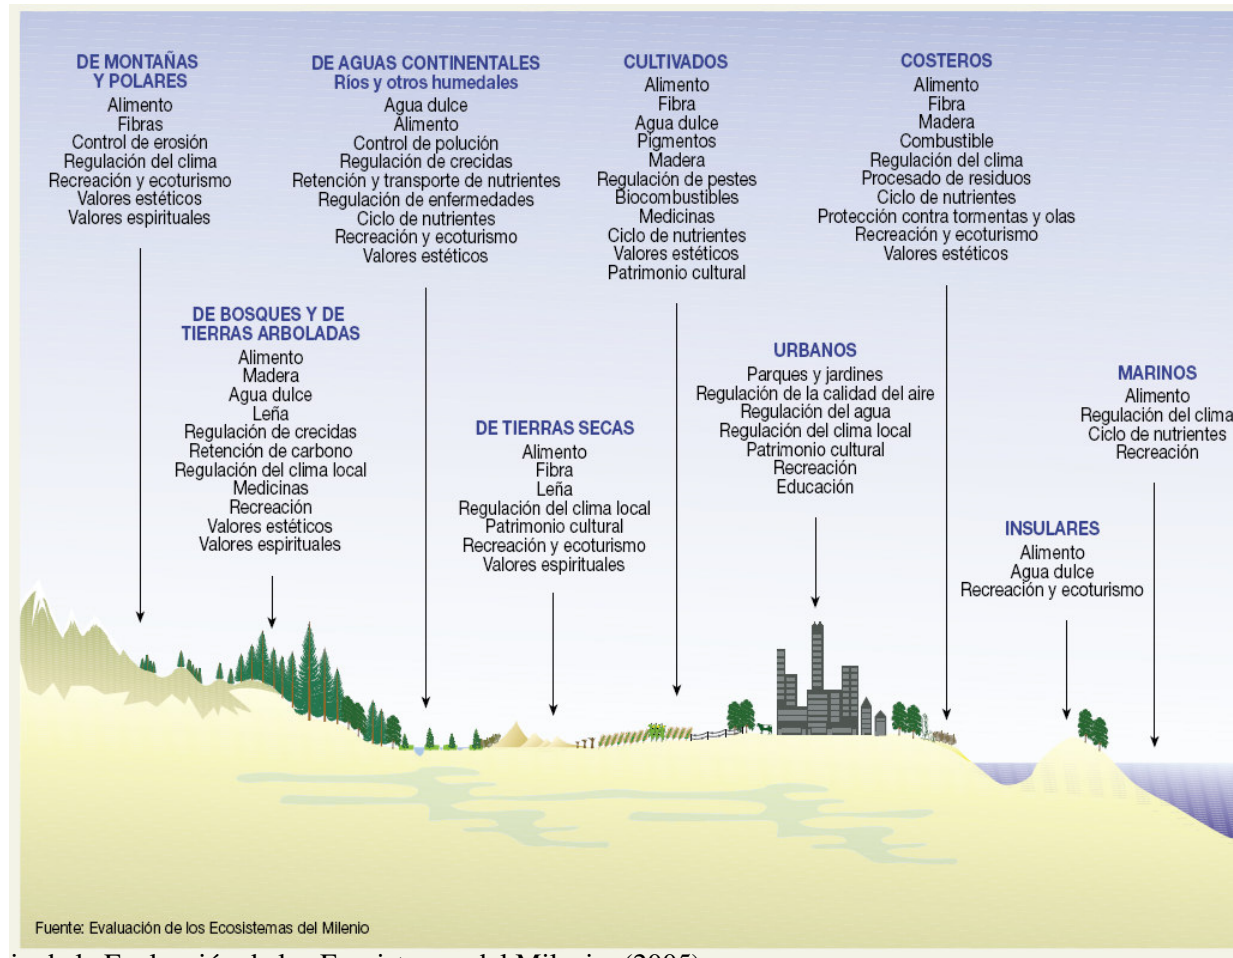 DE MONTAÑAS
Y POLARES
Alimento
Fibras
Control de erosión
Regulación del clima
Recreación y ecoturismo
Valores estéticos
Valores espirituales
DE AGUAS CONTINENTALES
Ríos y otros humedales
Agua dulce
Alimento
Control de polución
Regulación de crecidas
Retención y transporte de nutrientes
Regulación de enfermedades
Ciclo de nutrientes
Recreación y ecoturismo
Valores estéticos
CULTIVADOS
Alimento
Fibra
Agua dulce
Pigmentos
Madera
Regulación de pestes
Biocombustibles
Medicinas
Ciclo de nutrientes
Valores estéticos
Patrimonio cultural
COSTEROS
Alimento
Fibra
Madera
Combustible
Regulación del clima
Procesado de residuos
Ciclo de nutrientes
Protección contra tormentas y olas
Recreación y ecoturismo
Valores estéticos
DE BOSQUES Y DE
TIERRAS ARBOLADAS
Alimento
Madera
Agua dulce
Leña
Regulación de crecidas
Retención de carbono
Regulación del clima local
Medicinas
Recreación
Valores estéticos
Valores espirituales
DE TIERRAS SECAS
Alimento
Fibra
Leña
Regulación del clima local
Patrimonio cultural
Recreación y ecoturismo
Valores espirituales
URBANOS
Parques y jardines
Regulación de la calidad del aire
Regulación del agua
Regulación del clima local
Patrimonio cultural
Recreación
Educación
MARINOS
Alimento
Regulación del clima
Ciclo de nutrientes
Recreación
INSULARES
Alimento
Agua dulce
Recreación y ecoturismo
Fuente: Evaluación de los Ecosistemas del Milenio
de la Evaluación de los Ecosistemas del Milenio (2005)